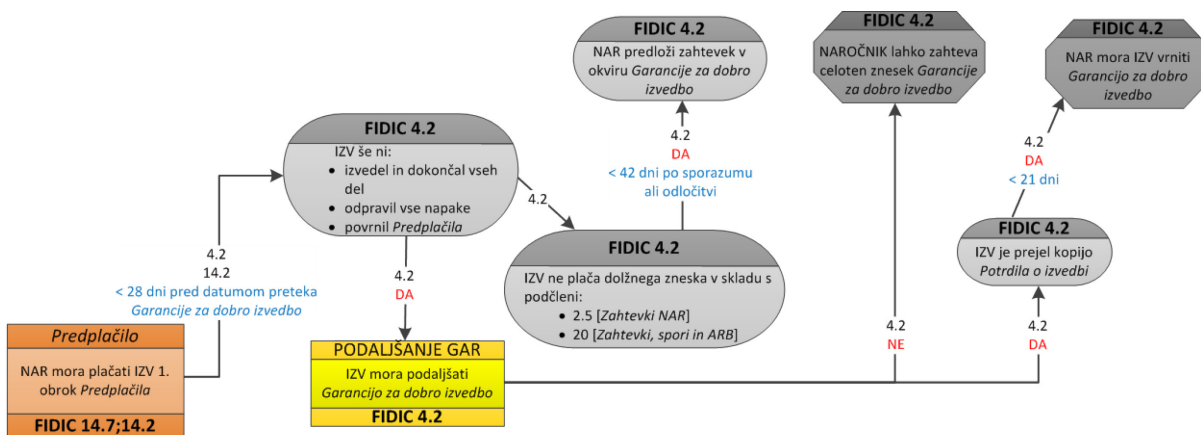 Predplačilo
NAR mora plačati IZV 1.
obrok Predplačila
FIDIC 14.7;14.2
4.2
14.2
< 28 dni pred datumom preteka
Garancije za dobro izvedbo
FIDIC 4.2
IZV še ni:
• izvedel in dokončal vseh
del
• odpravil vse napake
• povrnil Predplačila
4.2
DA
PODALJŠANJE GAR
IZV mora podaljšati
Garancijo za dobro izvedbo
FIDIC 4.2
4.2
FIDIC 4.2
IZV ne plača dolžnega zneska v skladu s
podčleni:
• 2.5 [Zahtevki NAR]
• 20 [Zahtevki, spori in ARB]
4.2
DA
< 42 dni po sporazumu
ali odločitvi
FIDIC 4.2
NAR predloži zahtevek v
okviru Garancije za dobro
izvedbo
4.2
NE
FIDIC 4.2
NAROČNIK lahko zahteva
celoten znesek Garancije
za dobro izvedbo
4.2
DA
FIDIC 4.2
IZV je prejel kopijo
Potrdila o izvedbi
4.2
DA
< 21 dni
FIDIC 4.2
NAR mora IZV vrniti
Garancijo za dobro
izvedbo